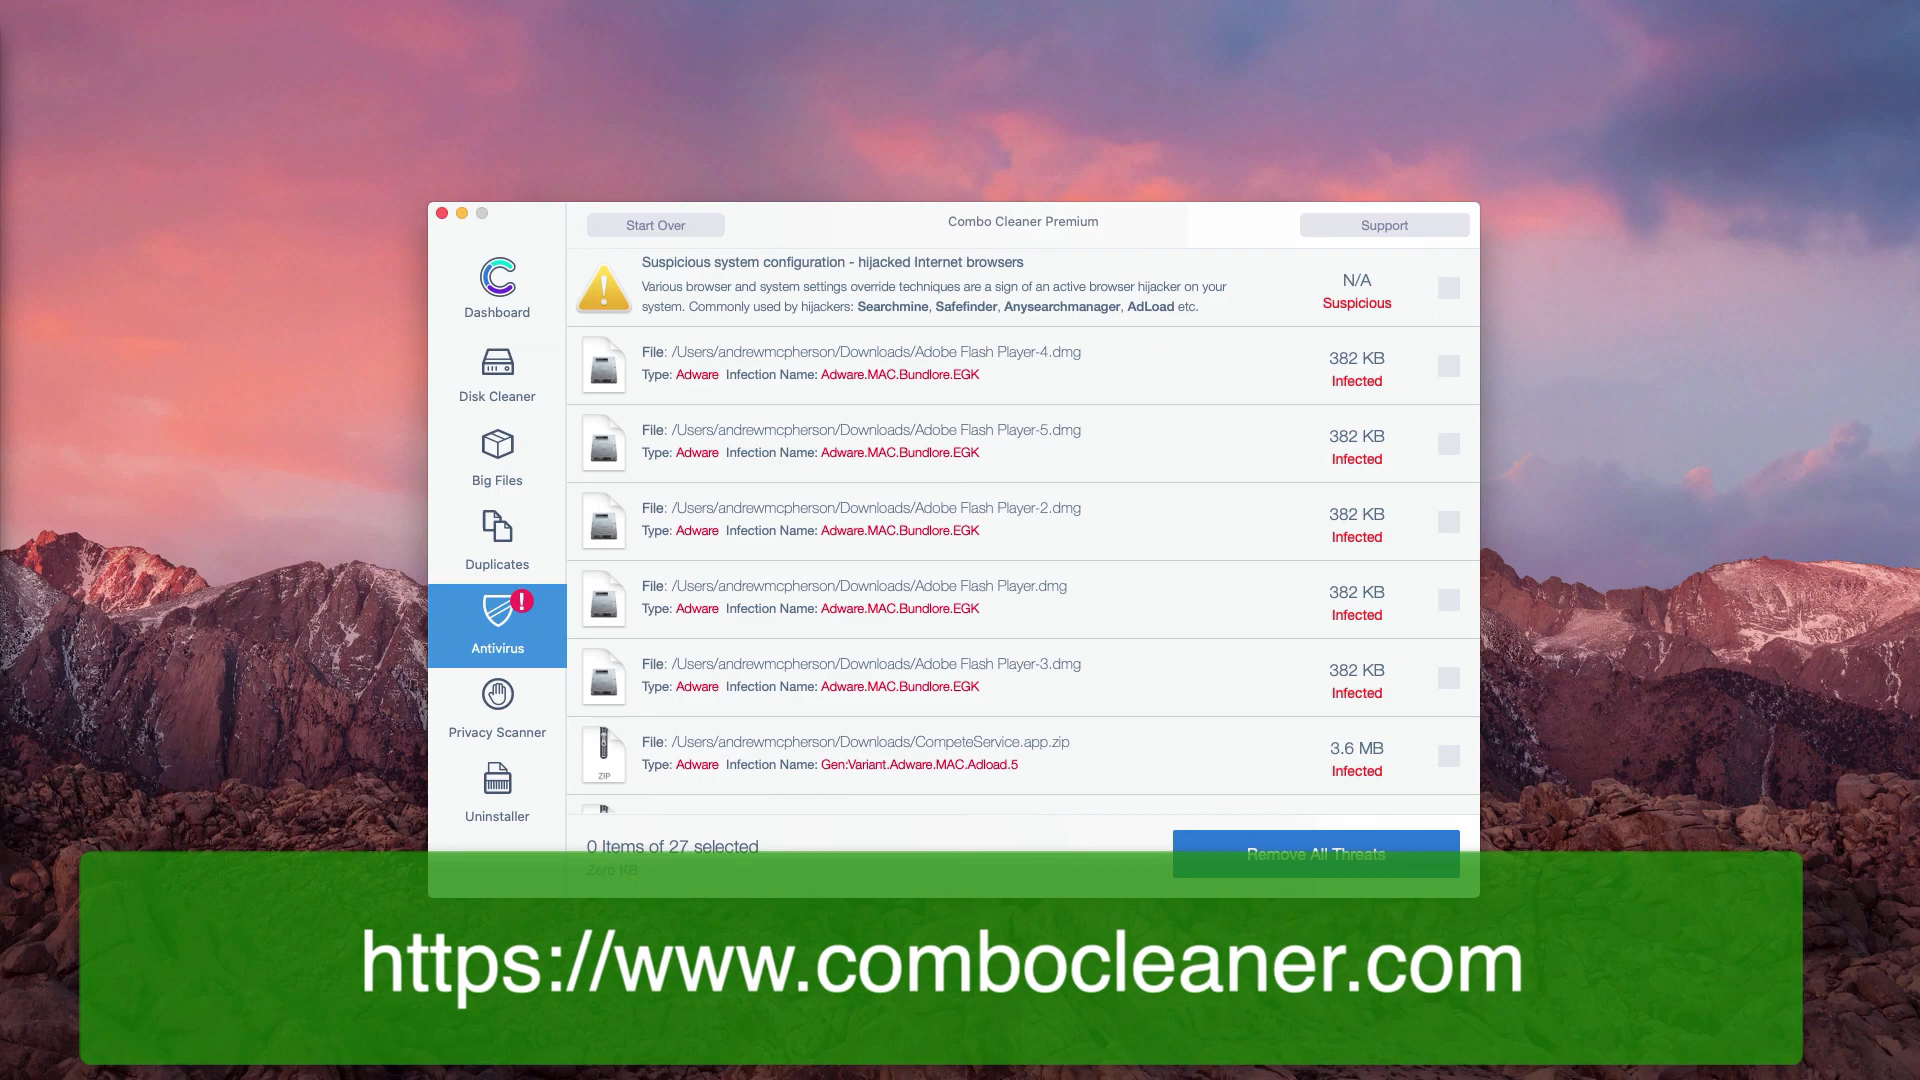 Start Over
Combo Cleaner Premium
Support
Dashboard
Disk Cleaner
Big Files
Duplicates
Antivirus
Privacy Scanner
Uninstaller
Suspicious system configuration - hijacked Internet browsers
Various browser and system settings override techniques are a sign of an active browser hijacker on your
system. Commonly used by hijackers: Searchmine, Safefinder, Anysearchmanager, AdLoad etc.
N/A
Suspicious
File: /Users/andrewmcpherson/Downloads/Adobe Flash Player-4.dmg
Type: Adware Infection Name: Adware.MAC.Bundlore.EGK
382 KB
Infected
File: /Users/andrewmcpherson/Downloads/Adobe Flash Player-5.dmg
Type: Adware Infection Name: Adware.MAC.Bundlore.EGK
382 KB
Infected
File: /Users/andrewmcpherson/Downloads/Adobe Flash Player-2.dmg
Type: Adware Infection Name: Adware.MAC.Bundlore.EGK
382 KB
Infected
File: /Users/andrewmcpherson/Downloads/Adobe Flash Player.dmg
Type: Adware Infection Name: Adware.MAC.Bundlore.EGK
382 KB
Infected
File: /Users/andrewmcpherson/Downloads/Adobe Flash Player-3.dmg
Type: Adware Infection Name: Adware.MAC.Bundlore.EGK
382 KB
Infected
ZIP
File: /Users/andrewmcpherson/Downloads/CompeteService.app.zip
Type: Adware Infection Name: Gen:Variant.Adware.MAC.Adload.5
3.6 MB
Infected
0 Items of 27 selected
Zero KB
Remove All Threats
https://www.combocleaner.com